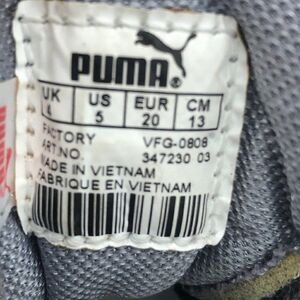 PUMA
UK US EUR CM
4 5 20 13
FACTORY VFG-0808
ART NO. 347230 03
MADE IN VIETNAM
FABRIQUE EN VIETNAM